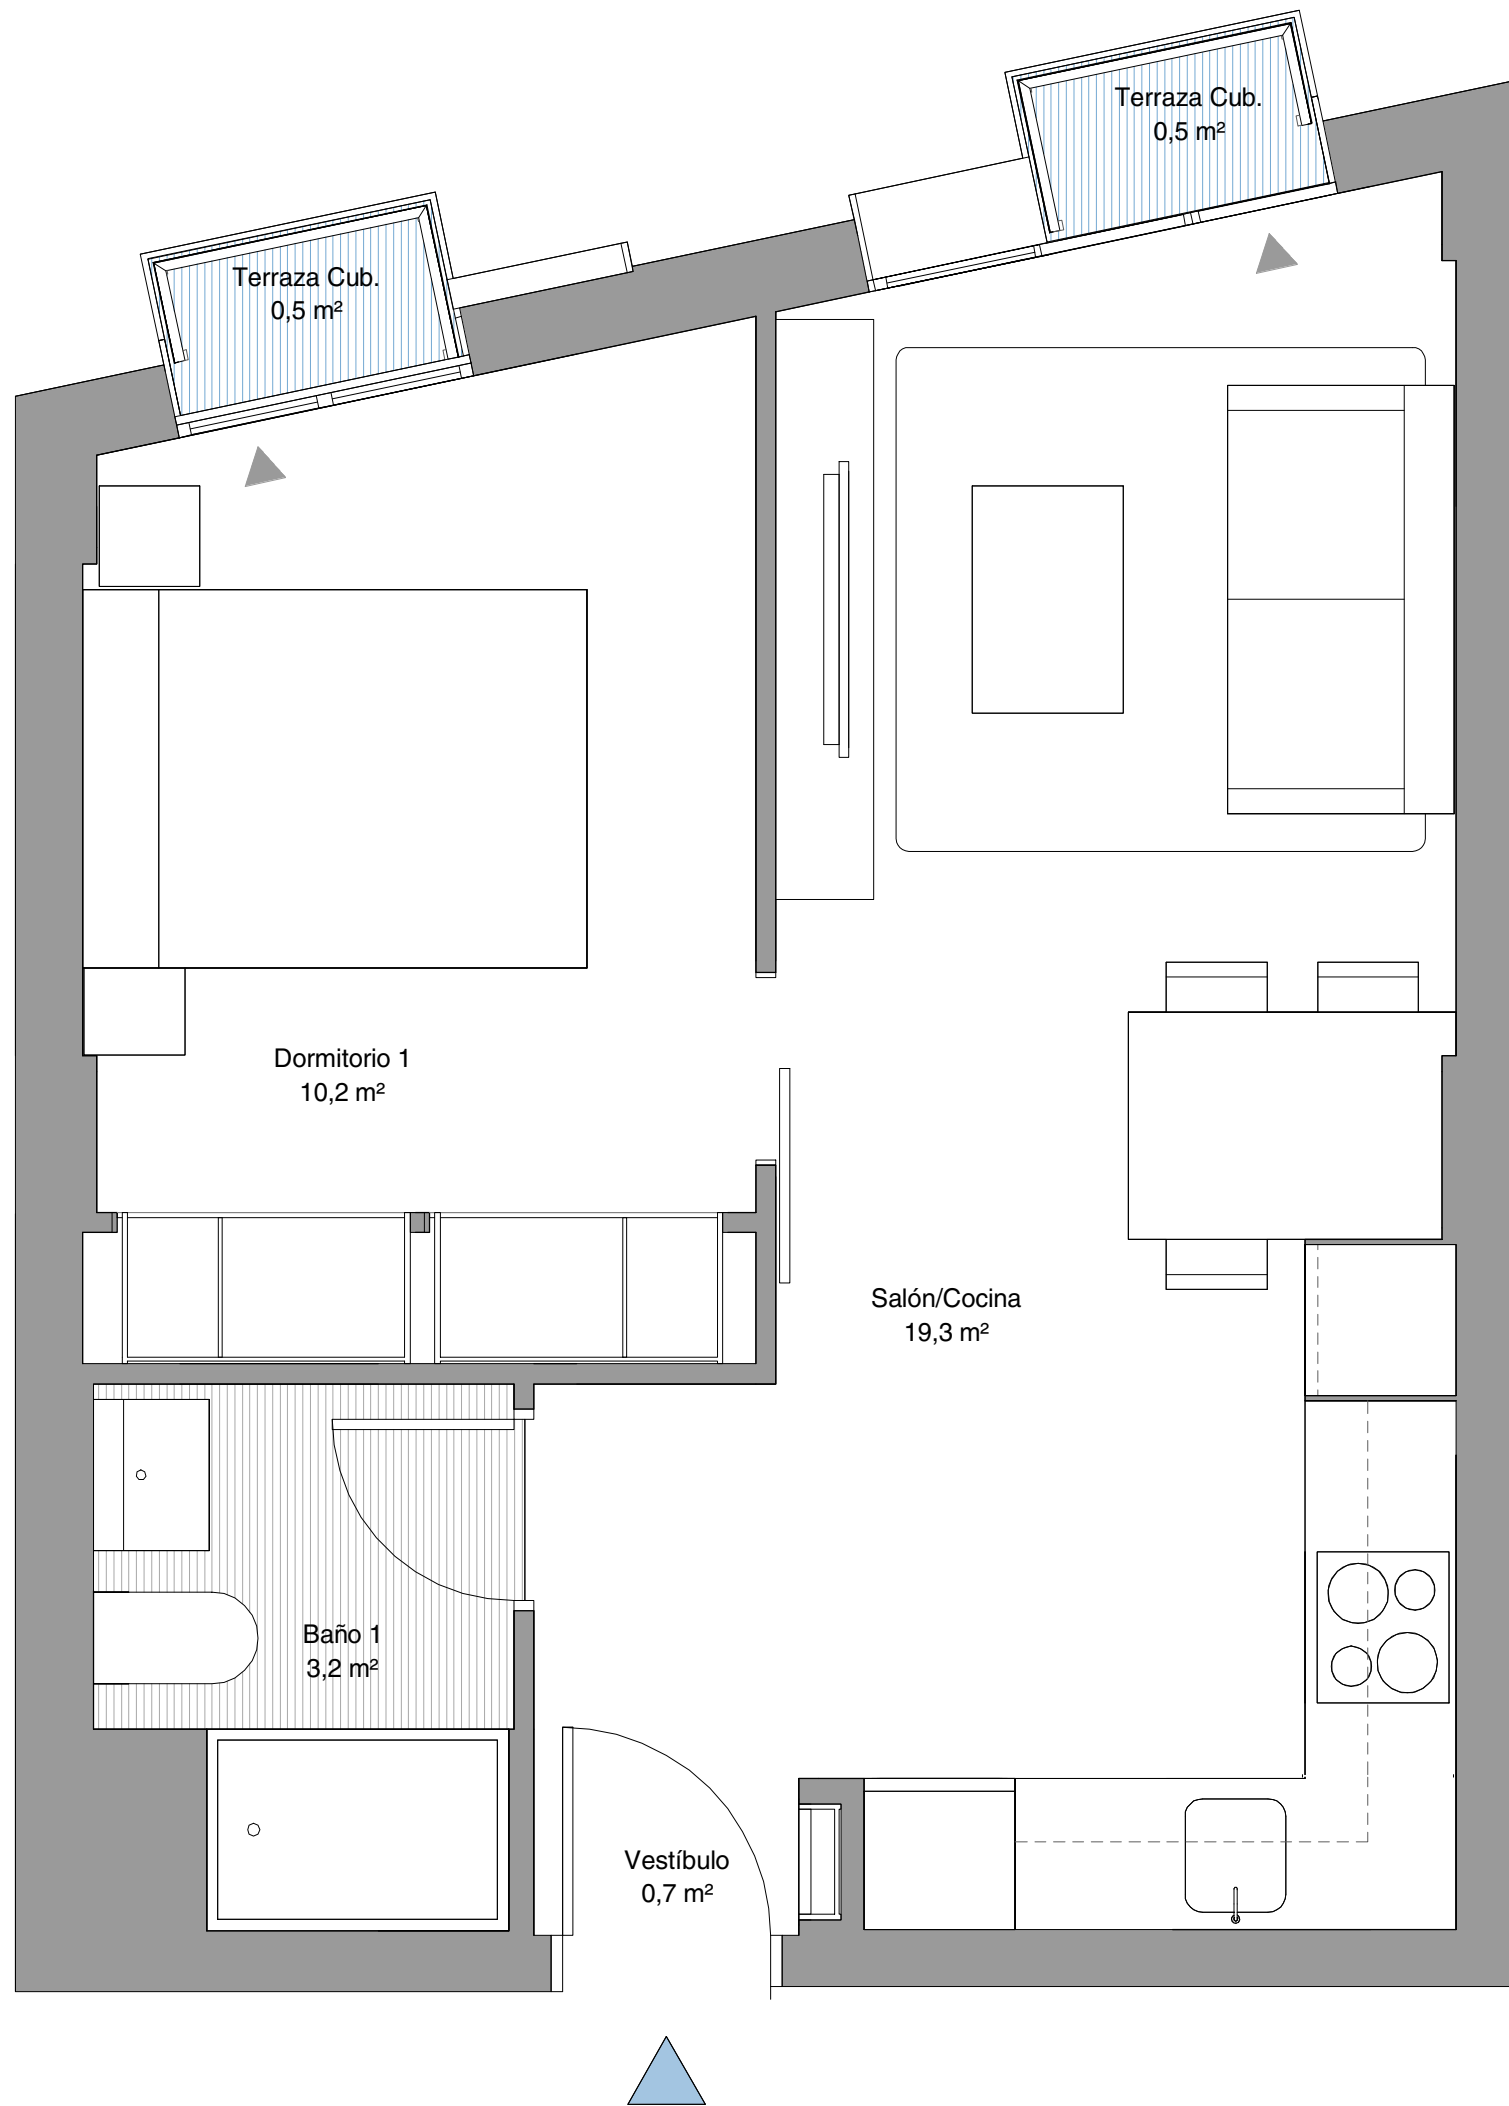 Terraza Cub.
0,5 m²
Terraza Cub.
0,5 m²
Dormitorio 1
10,2 m²
Salón/Cocina
19,3 m²
Baño 1
3,2 m²
Vestíbulo
0,7 m²